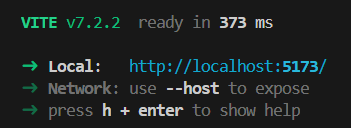 VITE v7.2.2 ready in 373 ms
➜ Local: http://localhost:5173/
➜ Network: use --host to expose
➜ press h + enter to show help